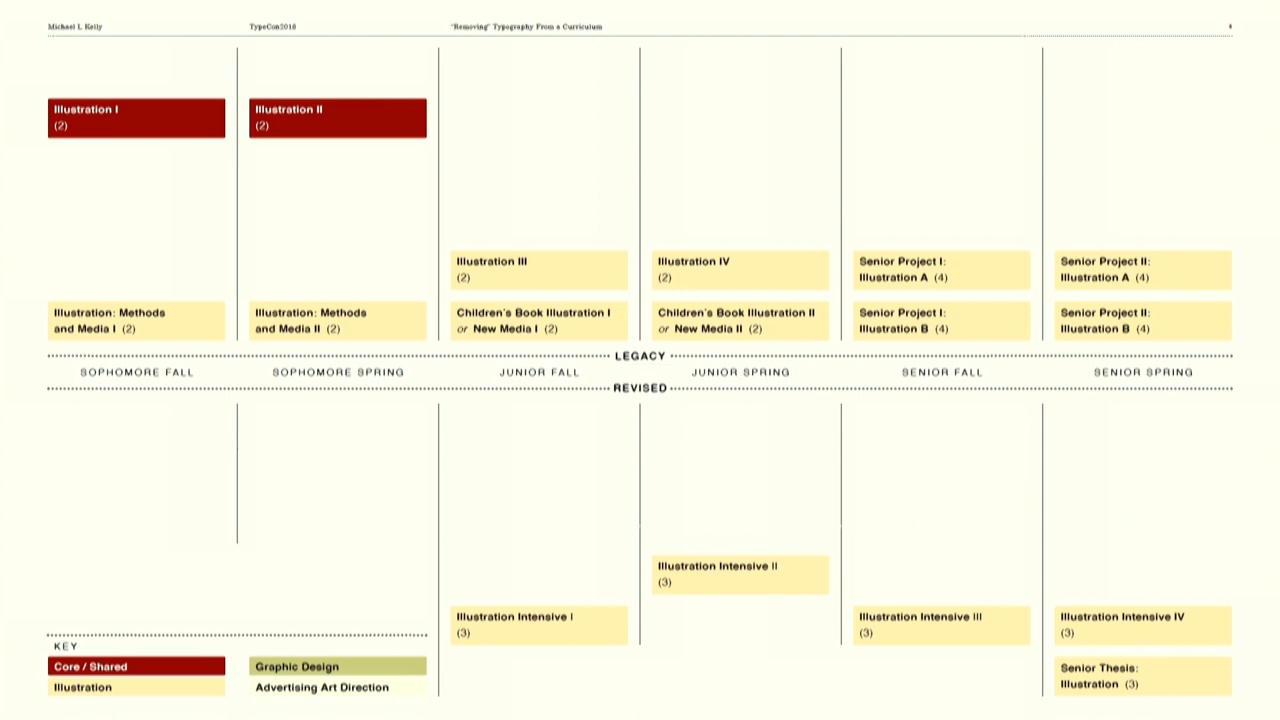 Michael L Kelly
TypeCon2018
"Removing" Typography From a Curriculum
Illustration I
(2)
Illustration II
(2)
Illustration III
(2)
Illustration IV
(2)
Senior Project I:
Illustration A (4)
Senior Project II:
Illustration A (4)
Illustration: Methods
and Media I (2)
Illustration: Methods
and Media II (2)
Children's Book Illustration I
or New Media I (2)
Children's Book Illustration II
or New Media II (2)
Senior Project I:
Illustration B (4)
Senior Project II:
Illustration B (4)
LEGACY
SOPHOMORE FALL
SOPHOMORE SPRING
JUNIOR FALL
JUNIOR SPRING
SENIOR FALL
SENIOR SPRING
REVISED
Illustration Intensive II
(3)
Illustration Intensive I
(3)
Illustration Intensive III
(3)
Illustration Intensive IV
(3)
KEY
Core / Shared
Graphic Design
Illustration
Advertising Art Direction
Senior Thesis:
Illustration (3)